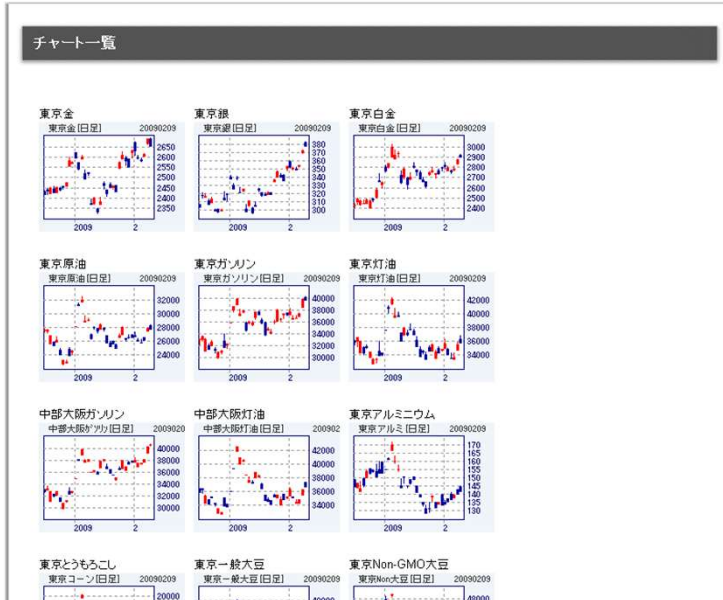 チャート一覧
東京金
東京金[日足] 20090209
2650
2600
2550
2500
2450
2400
2350
2009 2
東京銀
東京銀[日足] 20090209
380
370
360
350
340
330
320
310
300
2009 2
東京白金
東京白金[日足] 20090209
3000
2900
2800
2700
2600
2500
2400
2009 2
東京原油
東京原油[日足] 20090209
32000
30000
28000
26000
24000
2009 2
東京ガソリン
東京ガソリン[日足] 20090209
40000
38000
36000
34000
32000
30000
2009 2
東京灯油
東京灯油[日足] 20090209
42000
40000
38000
36000
34000
2009 2
中部大阪ガソリン
中部大阪ｶﾞｿﾘﾝ[日足] 2009020
40000
38000
36000
34000
32000
30000
2009 2
中部大阪灯油
中部大阪灯油[日足] 200902
42000
40000
38000
36000
34000
2009 2
東京アルミニウム
東京アルミ[日足] 20090209
170
165
160
155
150
145
140
135
130
2009 2
東京とうもろこし
東京コーン[日足] 20090209
20000
東京一般大豆
東京一般大豆[日足] 20090209
40000
東京Non-GMO大豆
東京Non大豆[日足] 20090209
48000